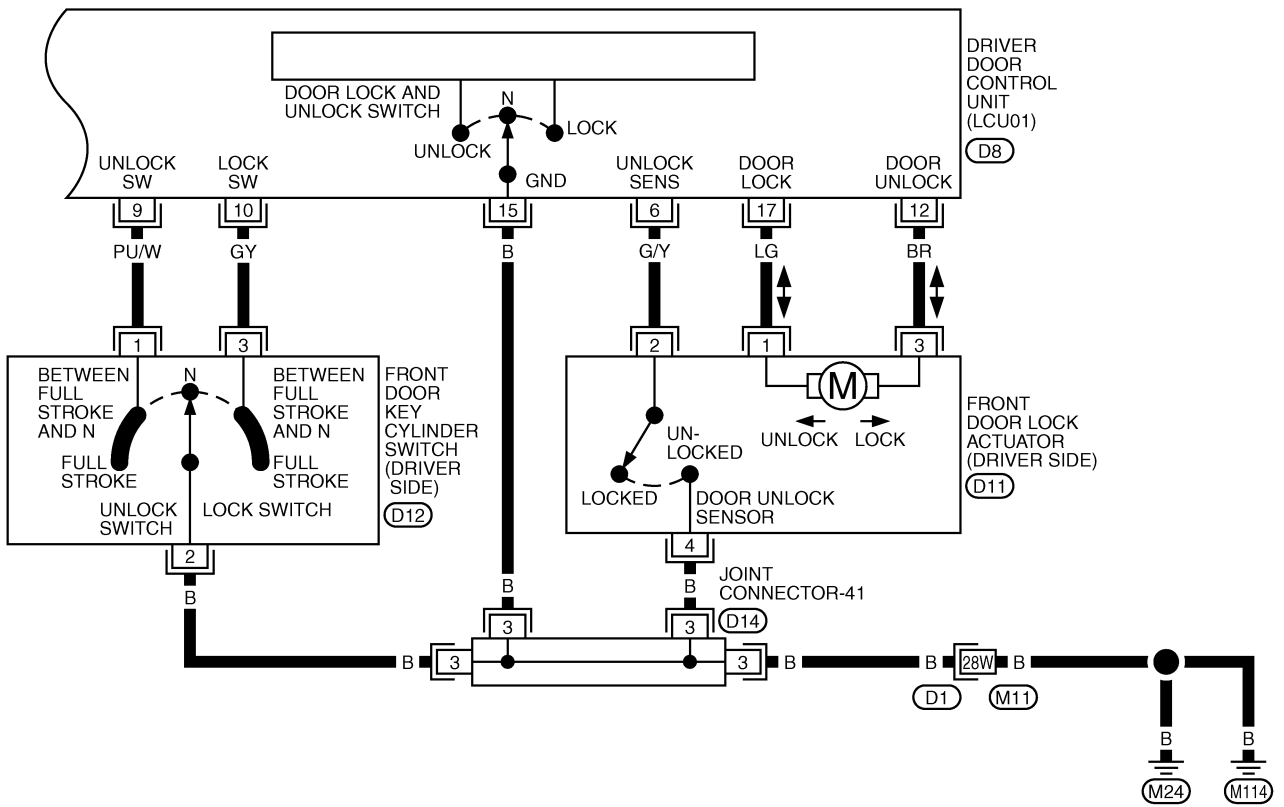 DRIVER
DOOR
CONTROL
UNIT
(LCU01)
D8
DOOR LOCK AND
UNLOCK SWITCH
N
LOCK
UNLOCK
GND
UNLOCK
SW
LOCK
SW
UNLOCK
SENS
DOOR
LOCK
DOOR
UNLOCK
9
10
15
6
17
12
PU/W
GY
B
G/Y
LG
BR
1
3
2
1
3
BETWEEN
FULL
STROKE
AND N
N
BETWEEN
FULL
STROKE
AND N
FULL
STROKE
FULL
STROKE
UNLOCK
SWITCH
LOCK SWITCH
FRONT
DOOR
KEY
CYLINDER
SWITCH
(DRIVER
SIDE)
D12
M
UNLOCK
LOCK
UN-
LOCKED
LOCKED
DOOR UNLOCK
SENSOR
FRONT
DOOR LOCK
ACTUATOR
(DRIVER SIDE)
D11
2
4
B
B
B
JOINT
CONNECTOR-41
D14
3
3
B
3
3
B
B
28W
B
D1
M11
B
B
M24
M114